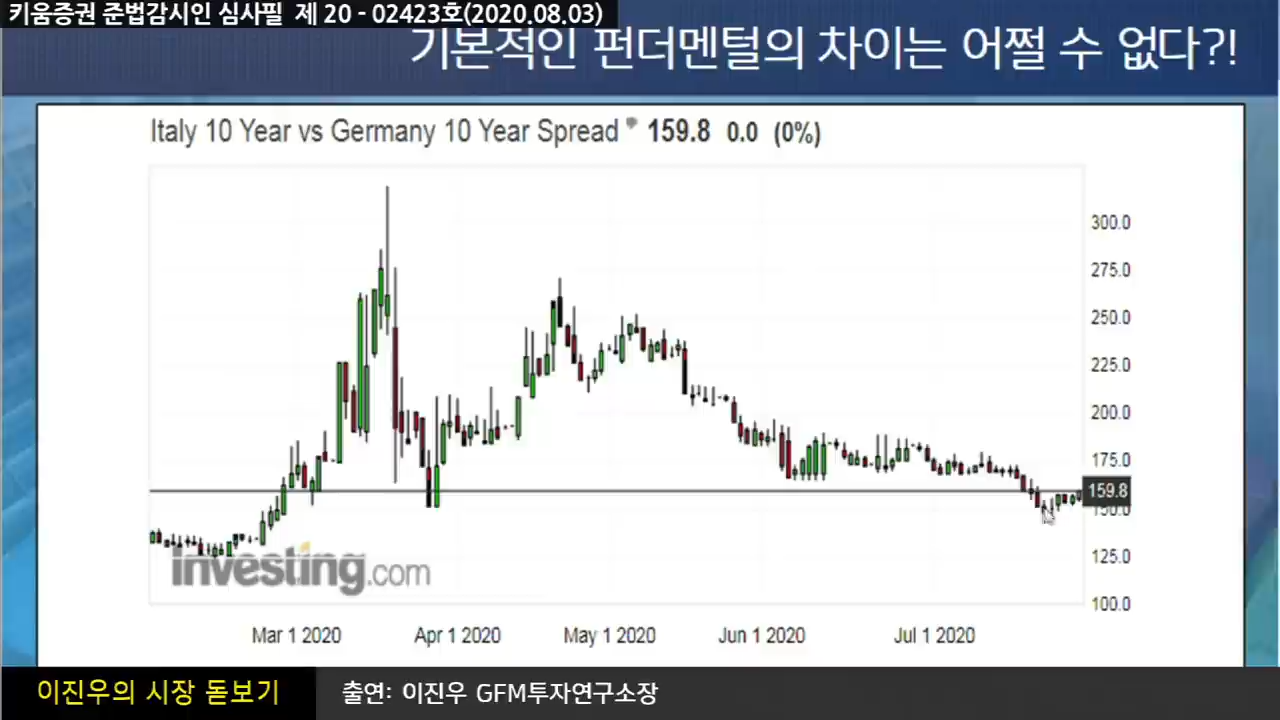 키움증권 준법감시인 심사필 제 20 - 02423호(2020.08.03)
기본적인 펀더멘털의 차이는 어쩔 수 없다?!
Italy 10 Year vs Germany 10 Year Spread 159.8 0.0 (0%)
300.0
275.0
250.0
225.0
200.0
175.0
159.8
150.0
125.0
100.0
Investing.com
Mar 1 2020 Apr 1 2020 May 1 2020 Jun 1 2020 Jul 1 2020
이진우의 시장 돋보기 출연: 이진우 GFM투자연구소장